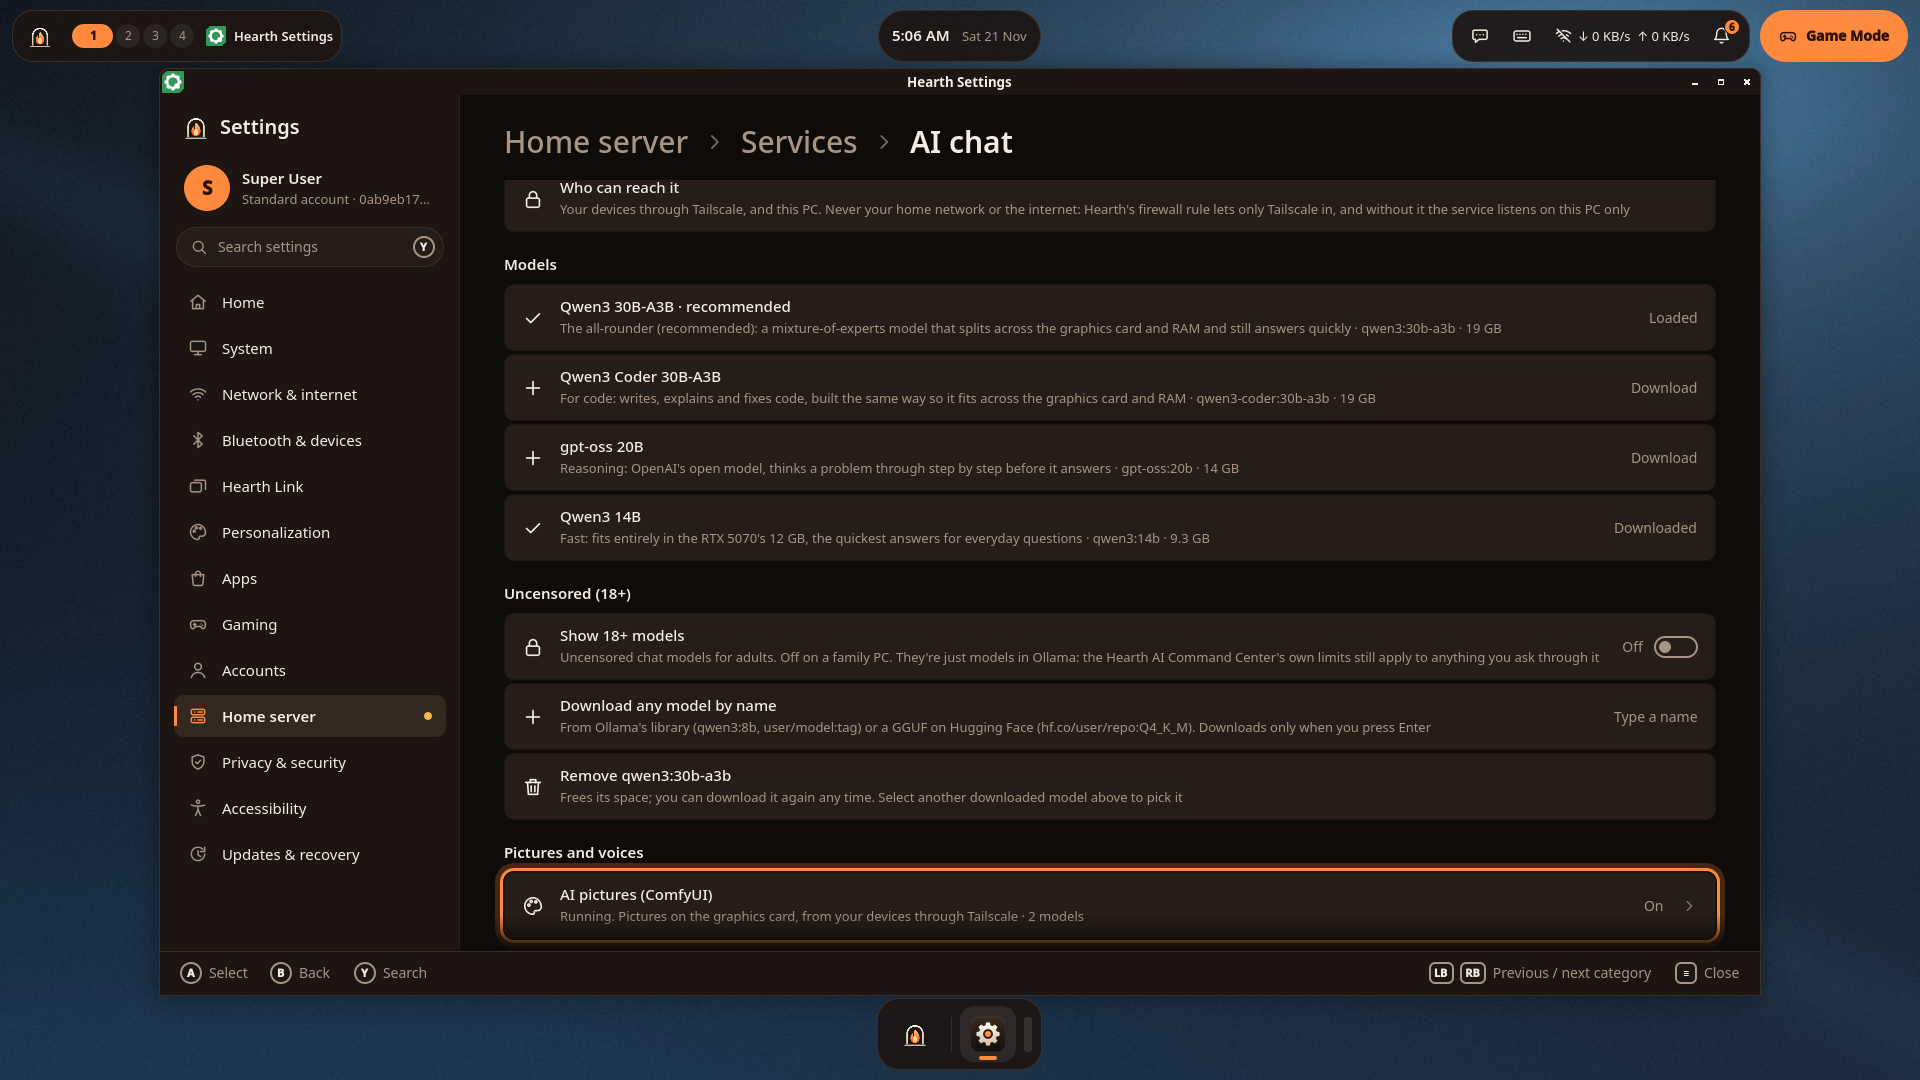 1 2 3 4 Hearth Settings
5:06 AM Sat 21 Nov
↓ 0 KB/s ↑ 0 KB/s 6
Game Mode
Hearth Settings
Settings
S
Super User
Standard account · 0ab9eb17...
Search settings Y
Home
System
Network & internet
Bluetooth & devices
Hearth Link
Personalization
Apps
Gaming
Accounts
Home server
Privacy & security
Accessibility
Updates & recovery
Home server > Services > AI chat
Who can reach it
Your devices through Tailscale, and this PC. Never your home network or the internet: Hearth's firewall rule lets only Tailscale in, and without it the service listens on this PC only
Models
Qwen3 30B-A3B · recommended
The all-rounder (recommended): a mixture-of-experts model that splits across the graphics card and RAM and still answers quickly · qwen3:30b-a3b · 19 GB
Loaded
Qwen3 Coder 30B-A3B
For code: writes, explains and fixes code, built the same way so it fits across the graphics card and RAM · qwen3-coder:30b-a3b · 19 GB
Download
gpt-oss 20B
Reasoning: OpenAI's open model, thinks a problem through step by step before it answers · gpt-oss:20b · 14 GB
Download
Qwen3 14B
Fast: fits entirely in the RTX 5070's 12 GB, the quickest answers for everyday questions · qwen3:14b · 9.3 GB
Downloaded
Uncensored (18+)
Show 18+ models
Uncensored chat models for adults. Off on a family PC. They're just models in Ollama: the Hearth AI Command Center's own limits still apply to anything you ask through it
Off
Download any model by name
From Ollama's library (qwen3:8b, user/model:tag) or a GGUF on Hugging Face (hf.co/user/repo:Q4_K_M). Downloads only when you press Enter
Type a name
Remove qwen3:30b-a3b
Frees its space; you can download it again any time. Select another downloaded model above to pick it
Pictures and voices
AI pictures (ComfyUI)
Running. Pictures on the graphics card, from your devices through Tailscale · 2 models
On
A Select B Back Y Search
LB RB Previous / next category ≡ Close